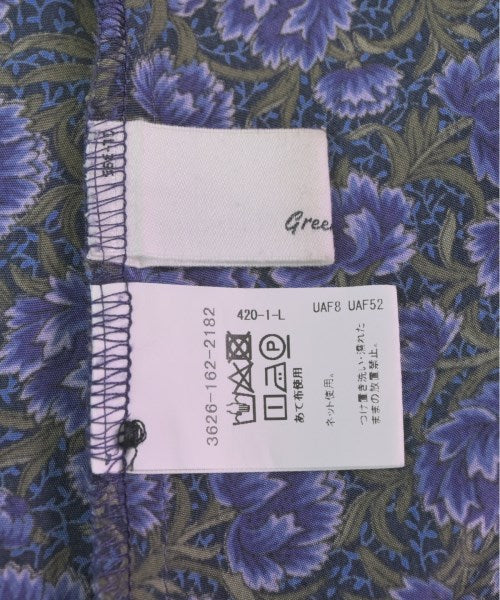 Gree
3626-162-2182
420-1-L
UAF8 UAF52
あて布使用
ネット使用。
つけ置き洗い・濡れた
ままの放置禁止。